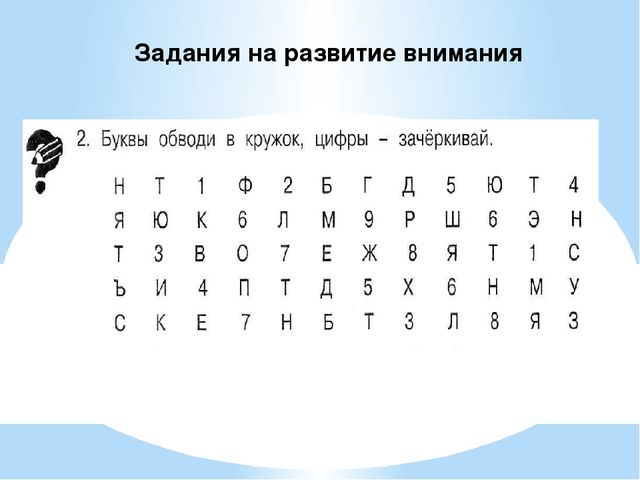 Задания на развитие внимания
2. Буквы обводи в кружок, цифры – зачёркивай.
Н Т 1 Ф 2 Б Г Д 5 Ю Т 4
Я Ю К 6 Л М 9 Р Ш 6 Э Н
Т 3 В О 7 Е Ж 8 Я Т 1 С
Ъ И 4 П Т Д 5 Х 6 Н М У
С К Е 7 Н Б Т 3 Л 8 Я З